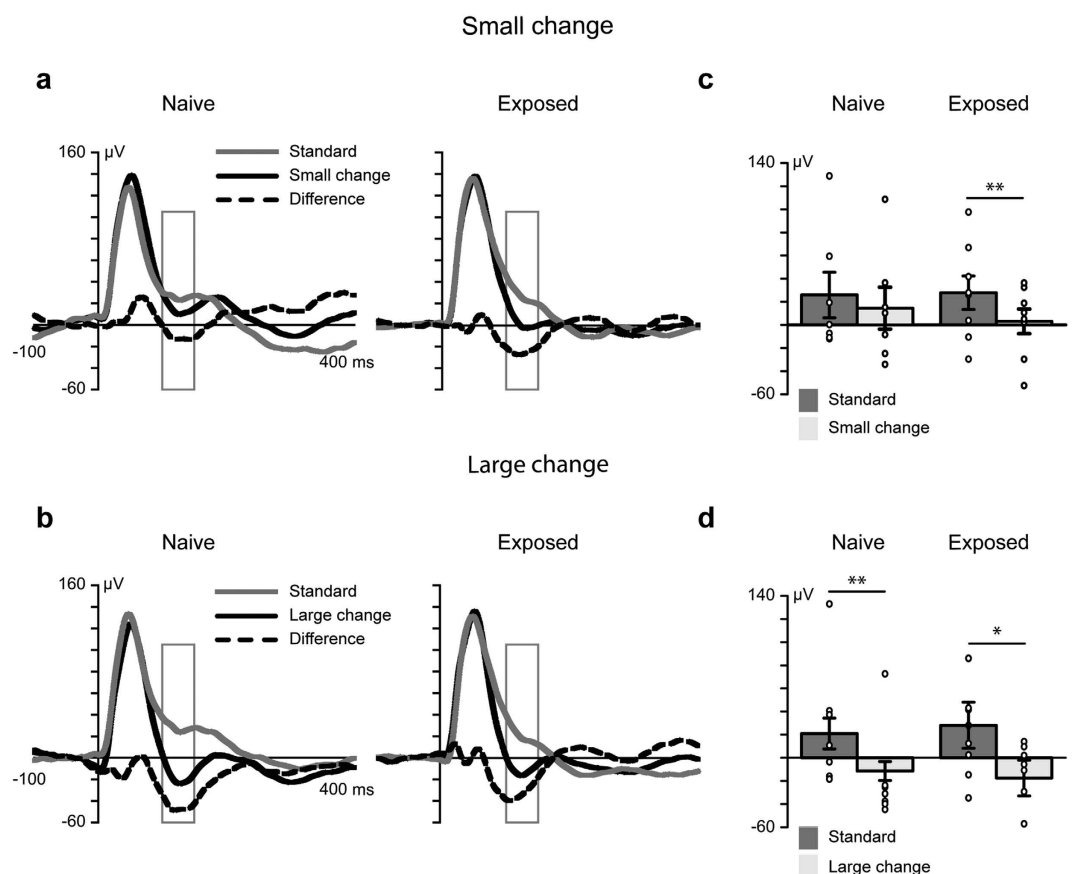 Small change
a
Naive
Exposed
160 µV
Standard
Small change
Difference
-100
400 ms
-60
c
Naive
Exposed
140 µV
**
-60
Standard
Small change
Large change
b
Naive
Exposed
160 µV
Standard
Large change
Difference
-100
400 ms
-60
d
Naive
Exposed
140 µV
**
*
-60
Standard
Large change